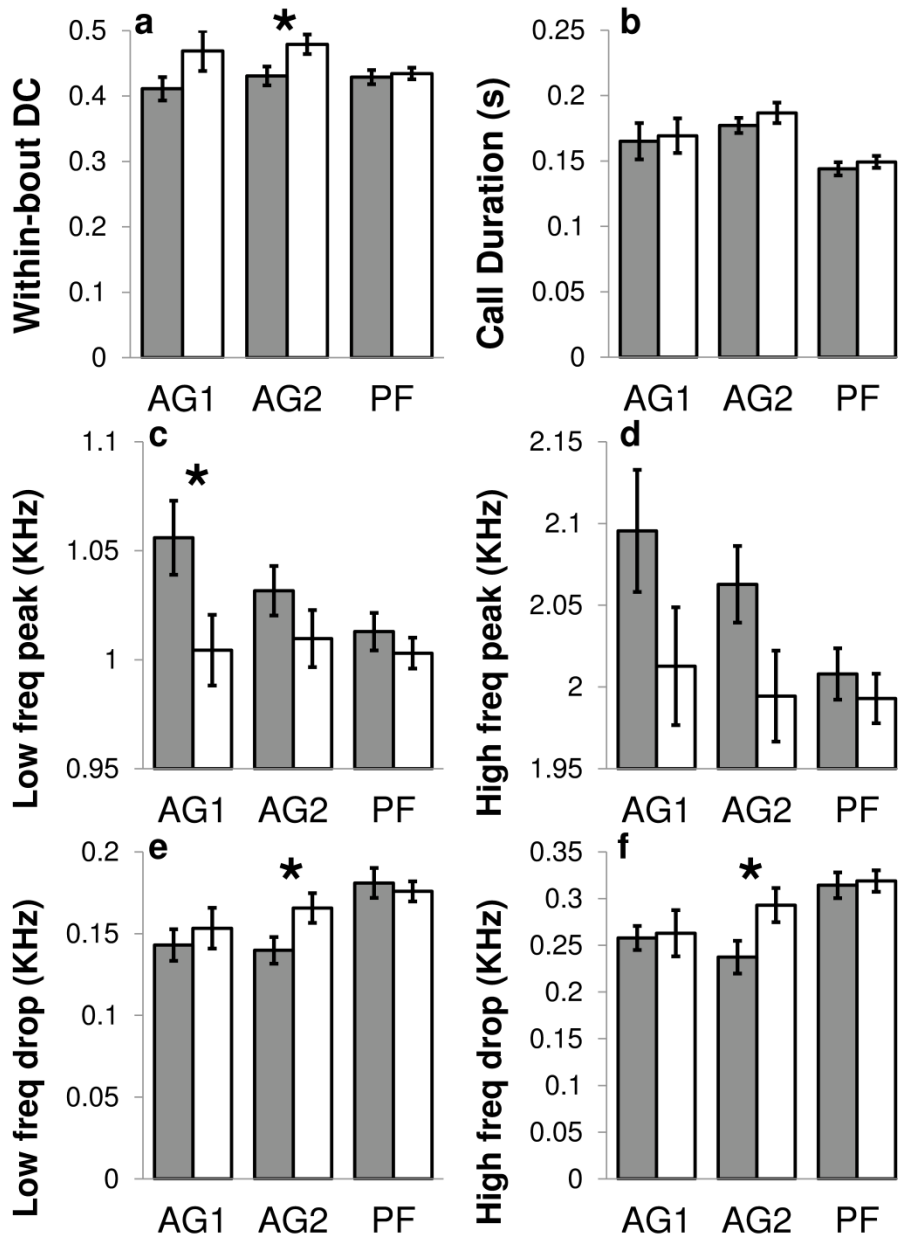 a
Within-bout DC
0.5
0.4
0.3
0.2
0.1
0
*
AG1 AG2 PF
b
Call Duration (s)
0.25
0.2
0.15
0.1
0.05
0
AG1 AG2 PF
c
Low freq peak (KHz)
1.1
1.05
1
0.95
*
AG1 AG2 PF
d
High freq peak (KHz)
2.15
2.1
2.05
2
1.95
AG1 AG2 PF
e
Low freq drop (KHz)
0.2
0.15
0.1
0.05
0
*
AG1 AG2 PF
f
High freq drop (KHz)
0.35
0.3
0.25
0.2
0.15
0.1
0.05
0
*
AG1 AG2 PF